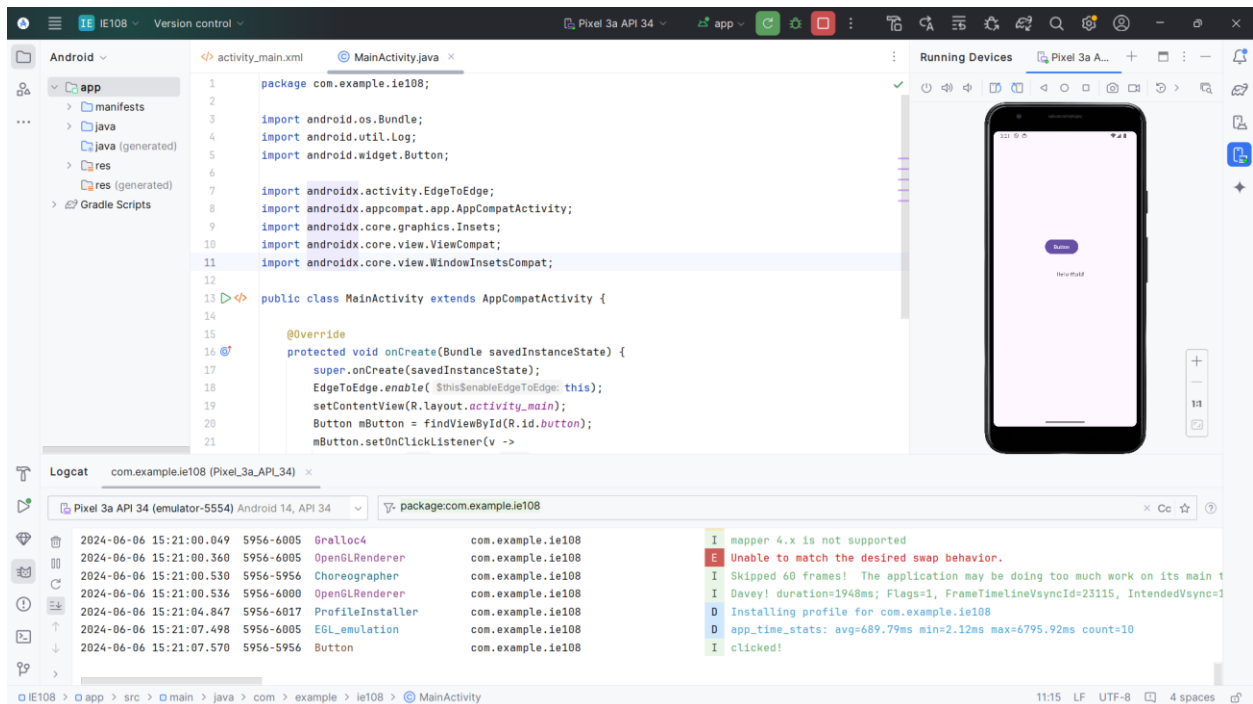 IE IE108 Version control Pixel 3a API 34 app
Android
app
manifests
java
java (generated)
res
res (generated)
Gradle Scripts
activity_main.xml MainActivity.java
1 package com.example.ie108;
2
3 import android.os.Bundle;
4 import android.util.Log;
5 import android.widget.Button;
6
7 import androidx.activity.EdgeToEdge;
8 import androidx.appcompat.app.AppCompatActivity;
9 import androidx.core.graphics.Insets;
10 import androidx.core.view.ViewCompat;
11 import androidx.core.view.WindowInsetsCompat;
12
13 public class MainActivity extends AppCompatActivity {
14
15 @Override
16 protected void onCreate(Bundle savedInstanceState) {
17 super.onCreate(savedInstanceState);
18 EdgeToEdge.enable( $this$enableEdgeToEdge: this);
19 setContentView(R.layout.activity_main);
20 Button mButton = findViewById(R.id.button);
21 mButton.setOnClickListener(v ->
Running Devices Pixel 3a A...
3:21
Button
Hello World!
1:1
Logcat com.example.ie108 (Pixel_3a_API_34)
Pixel 3a API 34 (emulator-5554) Android 14, API 34 package:com.example.ie108 Cc
2024-06-06 15:21:00.049 5956-6005 Gralloc4 com.example.ie108 I mapper 4.x is not supported
2024-06-06 15:21:00.360 5956-6005 OpenGLRenderer com.example.ie108 E Unable to match the desired swap behavior.
2024-06-06 15:21:00.530 5956-5956 Choreographer com.example.ie108 I Skipped 60 frames! The application may be doing too much work on its main t
2024-06-06 15:21:00.536 5956-6000 OpenGLRenderer com.example.ie108 I Davey! duration=1948ms; Flags=1, FrameTimelineVsyncId=23115, IntendedVsync=1
2024-06-06 15:21:04.847 5956-6017 ProfileInstaller com.example.ie108 D Installing profile for com.example.ie108
2024-06-06 15:21:07.498 5956-6005 EGL_emulation com.example.ie108 D app_time_stats: avg=689.79ms min=2.12ms max=6795.92ms count=10
2024-06-06 15:21:07.570 5956-5956 Button com.example.ie108 I clicked!
IE108 > app > src > main > java > com > example > ie108 > MainActivity 11:15 LF UTF-8 4 spaces